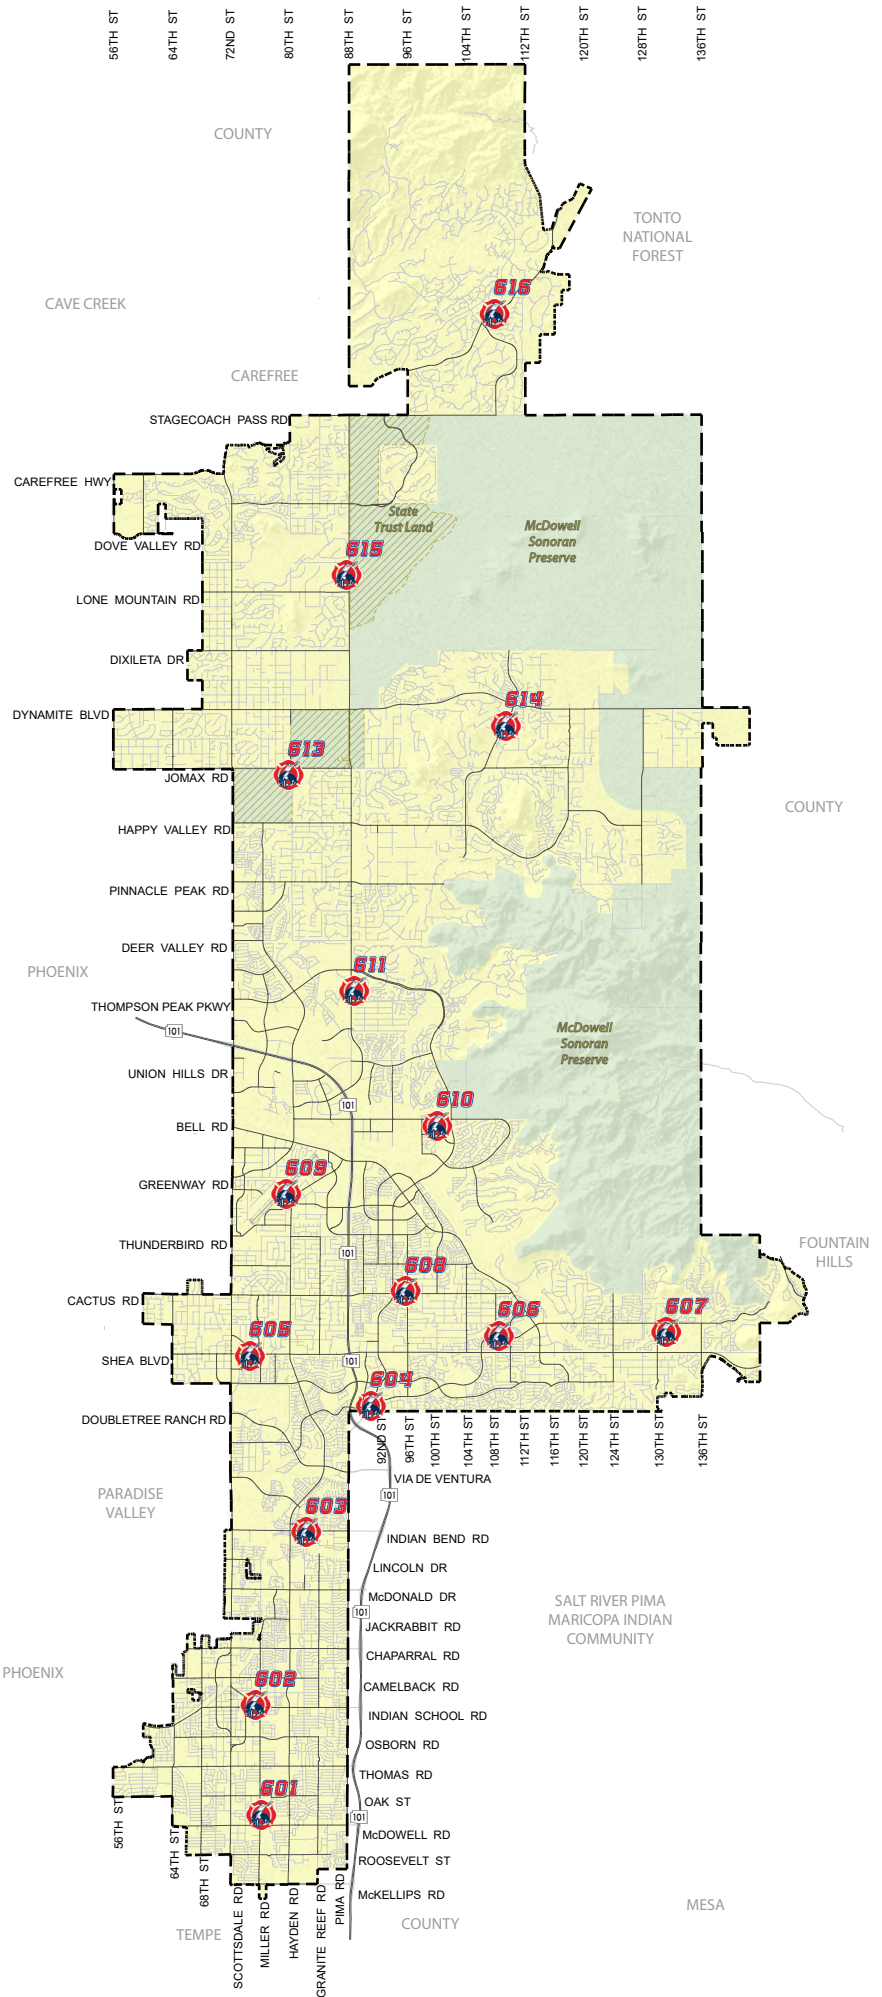 56TH ST
64TH ST
72ND ST
80TH ST
88TH ST
96TH ST
104TH ST
112TH ST
120TH ST
128TH ST
136TH ST
COUNTY
TONTO
NATIONAL
FOREST
616
CAVE CREEK
CAREFREE
STAGECOACH PASS RD
CAREFREE HWY
State
Trust Land
McDowell
Sonoran
Preserve
DOVE VALLEY RD
615
LONE MOUNTAIN RD
DIXILETA DR
614
DYNAMITE BLVD
613
JOMAX RD
COUNTY
HAPPY VALLEY RD
PINNACLE PEAK RD
DEER VALLEY RD
PHOENIX
611
THOMPSON PEAK PKWY
101
McDowell
Sonoran
Preserve
UNION HILLS DR
101
610
BELL RD
609
GREENWAY RD
THUNDERBIRD RD
101
FOUNTAIN
HILLS
608
CACTUS RD
606
607
605
SHEA BLVD
101
604
DOUBLETREE RANCH RD
92ND ST
96TH ST
100TH ST
104TH ST
108TH ST
112TH ST
116TH ST
120TH ST
124TH ST
130TH ST
136TH ST
VIA DE VENTURA
101
PARADISE
VALLEY
603
INDIAN BEND RD
LINCOLN DR
McDONALD DR
SALT RIVER PIMA
MARICOPA INDIAN
COMMUNITY
101
JACKRABBIT RD
CHAPARRAL RD
PHOENIX
602
CAMELBACK RD
INDIAN SCHOOL RD
OSBORN RD
THOMAS RD
601
OAK ST
101
McDOWELL RD
ROOSEVELT ST
McKELLIPS RD
56TH ST
64TH ST
68TH ST
SCOTTSDALE RD
MILLER RD
HAYDEN RD
GRANITE REEF RD
PIMA RD
TEMPE
COUNTY
MESA